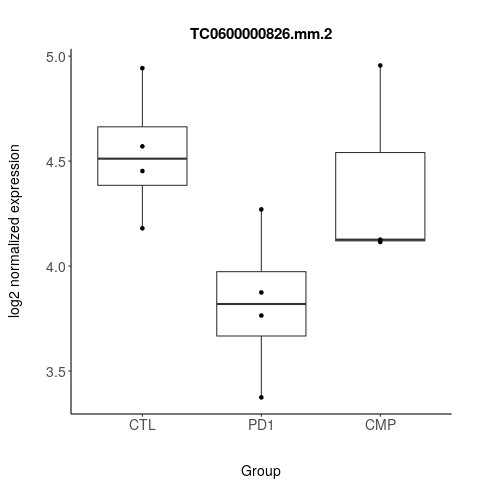 TC0600000826.mm.2
log2 normalized expression
5.0
4.5
4.0
3.5
CTL PD1 CMP
Group